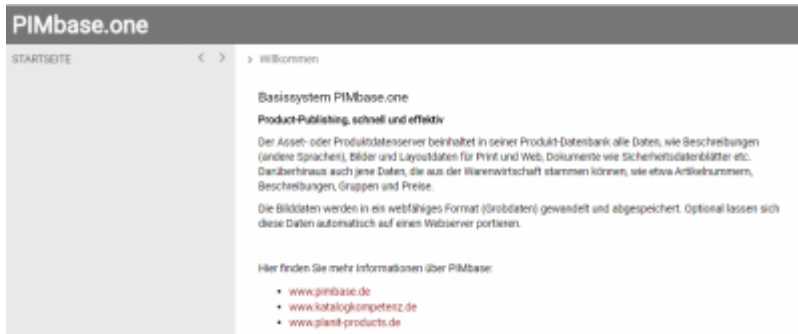 PIMbase.one
STARTSEITE
> Willkommen
Basissystem PIMbase.one
Product-Publishing, schnell und effektiv
Der Asset- oder Produktdatenserver beinhaltet in seiner Produkt-Datenbank alle Daten, wie Beschreibungen
(andere Sprachen), Bilder und Layoutdaten für Print und Web, Dokumente wie Sicherheitsdatenblätter etc.
Darüberhinaus auch jene Daten, die aus der Warenwirtschaft stammen können, wie etwa Artikelnummern,
Beschreibungen, Gruppen und Preise.
Die Bilddaten werden in ein webfähiges Format (Grobdaten) gewandelt und abgespeichert. Optional lassen sich
diese Daten automatisch auf einen Webserver portieren.
Hier finden Sie mehr Informationen über PIMbase:
• www.pimbase.de
• www.katalogkompetenz.de
• www.planit-products.de